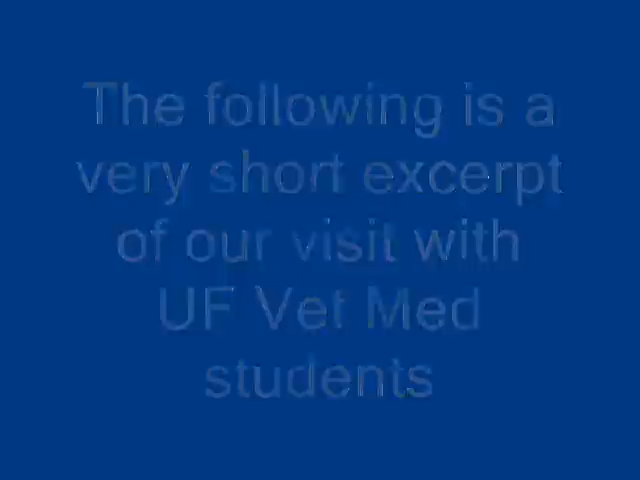 The following is a
very short excerpt
of our visit with
UF Vet Med
students